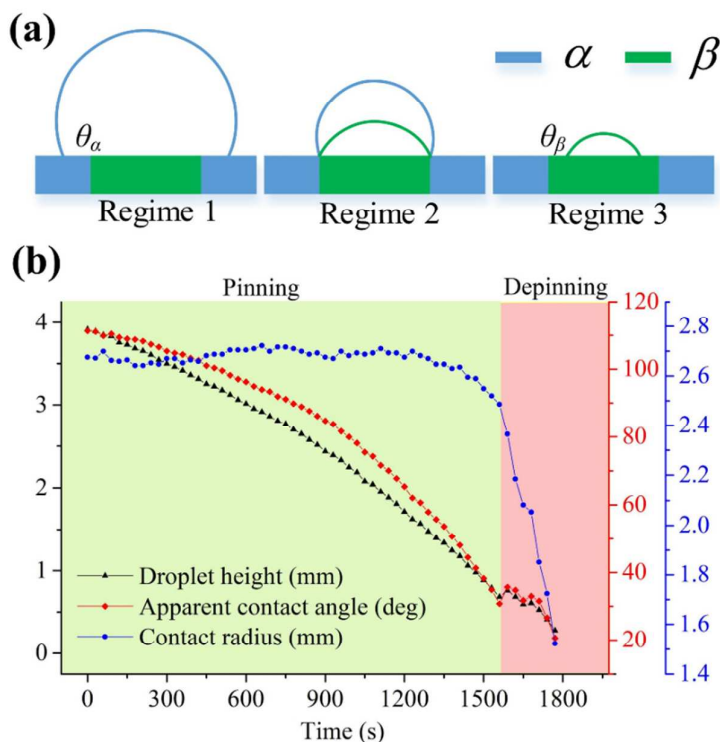 (a)
α β
θα θβ
Regime 1 Regime 2 Regime 3
(b)
Pinning Depinning
4 120 2.8
100 2.6
3
80 2.4
2 2.2
60
2.0
1
40 1.8
Droplet height (mm)
Apparent contact angle (deg)
Contact radius (mm)
0 20 1.6
1.4
0 300 600 900 1200 1500 1800
Time (s)